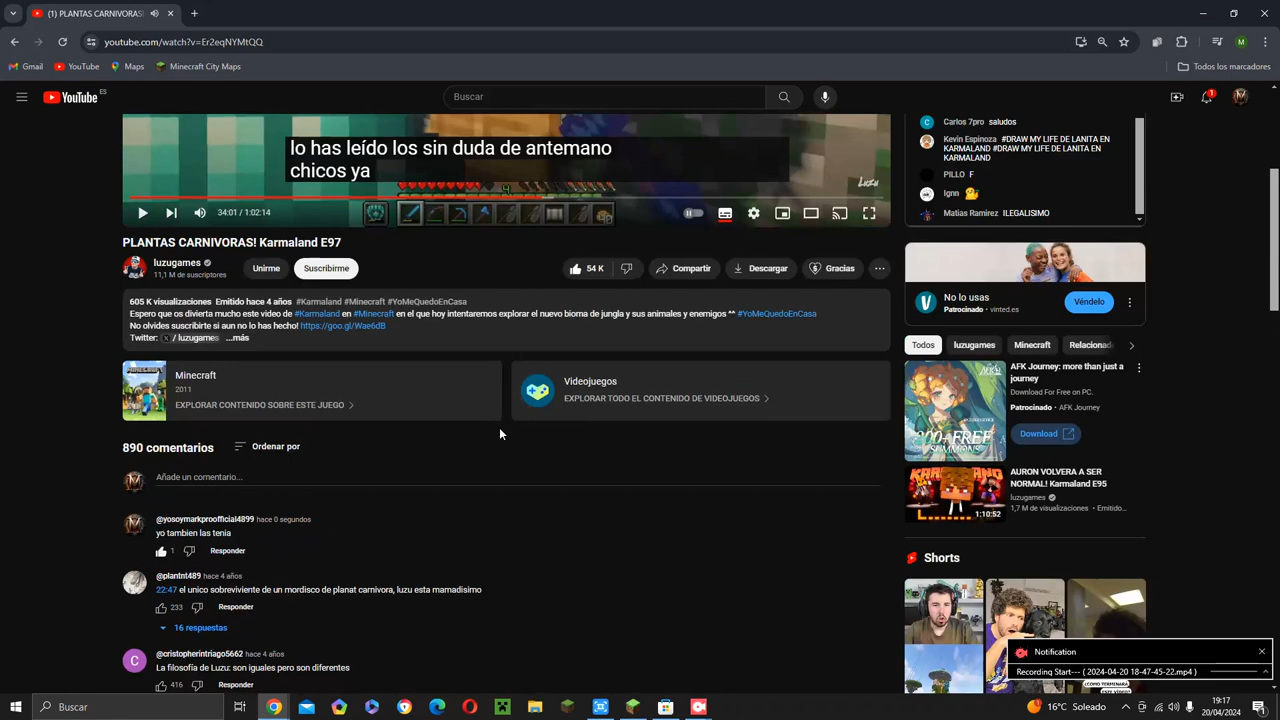 (1) PLANTAS CARNIVORAS!
youtube.com/watch?v=Er2eqNYMtQQ
Gmail
YouTube
Maps
Minecraft City Maps
Todos los marcadores
YouTube ES
Buscar
1
M
lo has leído los sin duda de antemano
chicos ya
4
Luzu
34:01 / 1:02:14
PLANTAS CARNIVORAS! Karmaland E97
luzugames
11,1 M de suscriptores
Unirme
Suscribirme
54 K
Compartir
Descargar
Gracias
605 K visualizaciones Emitido hace 4 años #Karmaland #Minecraft #YoMeQuedoEnCasa
Espero que os divierta mucho este video de #Karmaland en #Minecraft en el que hoy intentaremos explorar el nuevo bioma de jungla y sus animales y enemigos ^^ #YoMeQuedoEnCasa
No olvides suscribirte si aun no lo has hecho! https://goo.gl/Wae6dB
Twitter: X / luzugames ...más
Minecraft
2011
EXPLORAR CONTENIDO SOBRE ESTE JUEGO
Videojuegos
EXPLORAR TODO EL CONTENIDO DE VIDEOJUEGOS
890 comentarios
Ordenar por
Añade un comentario...
@yosoymarkproofficial4899 hace 0 segundos
yo tambien las tenia
1
Responder
@plantnt489 hace 4 años
22:47 el unico sobreviviente de un mordisco de planat carnivora, luzu esta mamadisimo
233
Responder
16 respuestas
C
@cristopherintriago5662 hace 4 años
La filosofía de Luzu: son iguales pero son diferentes
416
Responder
C
Carlos 7pro saludos
Kevin Espinoza #DRAW MY LIFE DE LANITA EN
KARMALAND #DRAW MY LIFE DE LANITA EN
KARMALAND
PILLO F
Ignn
Matias Ramirez ILEGALISIMO
No lo usas
Patrocinado · vinted.es
Véndelo
Todos
luzugames
Minecraft
Relacionad
AFK Journey: more than just a
journey
Download For Free on PC.
Patrocinado · AFK Journey
Download
FREE
SUMMONS
AURON VOLVERA A SER
NORMAL! Karmaland E95
luzugames
1,7 M de visualizaciones • Emitido...
1:10:52
Shorts
Notification
Recording Start--- ( 2024-04-20 18-47-45-22.mp4 )
¿CÓMO TERMINARÁ
ESTE VÍDEO?
Buscar
16°C Soleado
19:17
20/04/2024